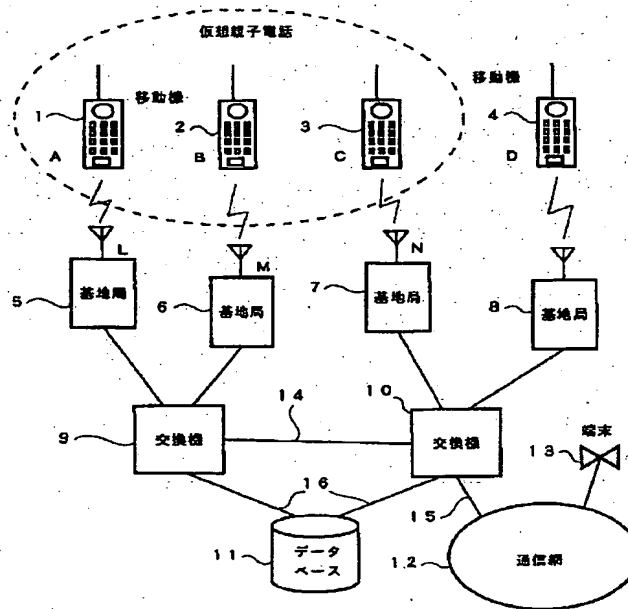 仮想親子電話
移動機
移動機
1
2
3
4
A
B
C
D
L
M
N
5
基地局
6
基地局
7
基地局
8
基地局
9
交換機
14
10
交換機
端末
13
16
15
11
データ
ベース
12
通信網